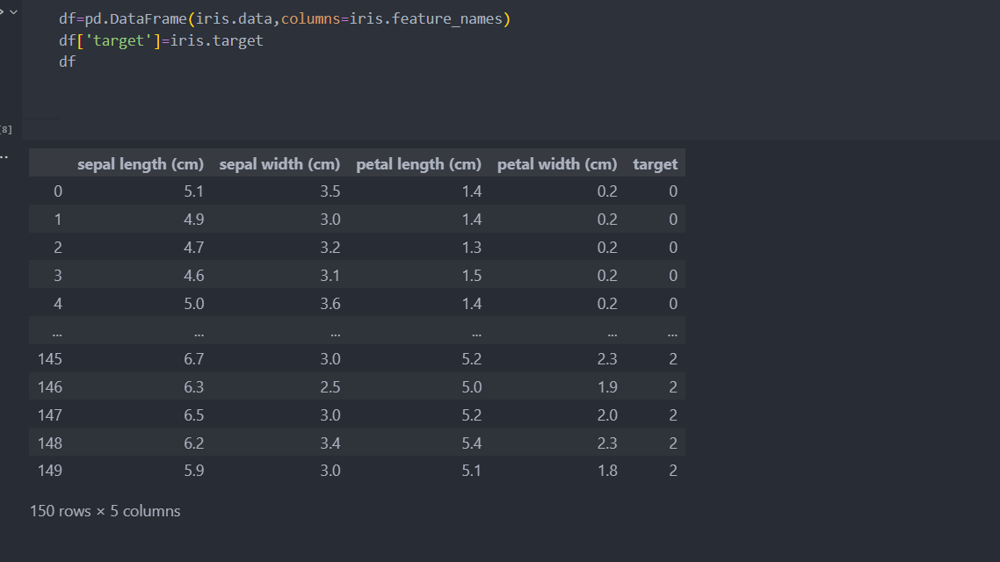 df=pd.DataFrame(iris.data,columns=iris.feature_names)
df['target']=iris.target
df
[8]
sepal length (cm) sepal width (cm) petal length (cm) petal width (cm) target
0 5.1 3.5 1.4 0.2 0
1 4.9 3.0 1.4 0.2 0
2 4.7 3.2 1.3 0.2 0
3 4.6 3.1 1.5 0.2 0
4 5.0 3.6 1.4 0.2 0
... ... ... ... ... ...
145 6.7 3.0 5.2 2.3 2
146 6.3 2.5 5.0 1.9 2
147 6.5 3.0 5.2 2.0 2
148 6.2 3.4 5.4 2.3 2
149 5.9 3.0 5.1 1.8 2
150 rows × 5 columns